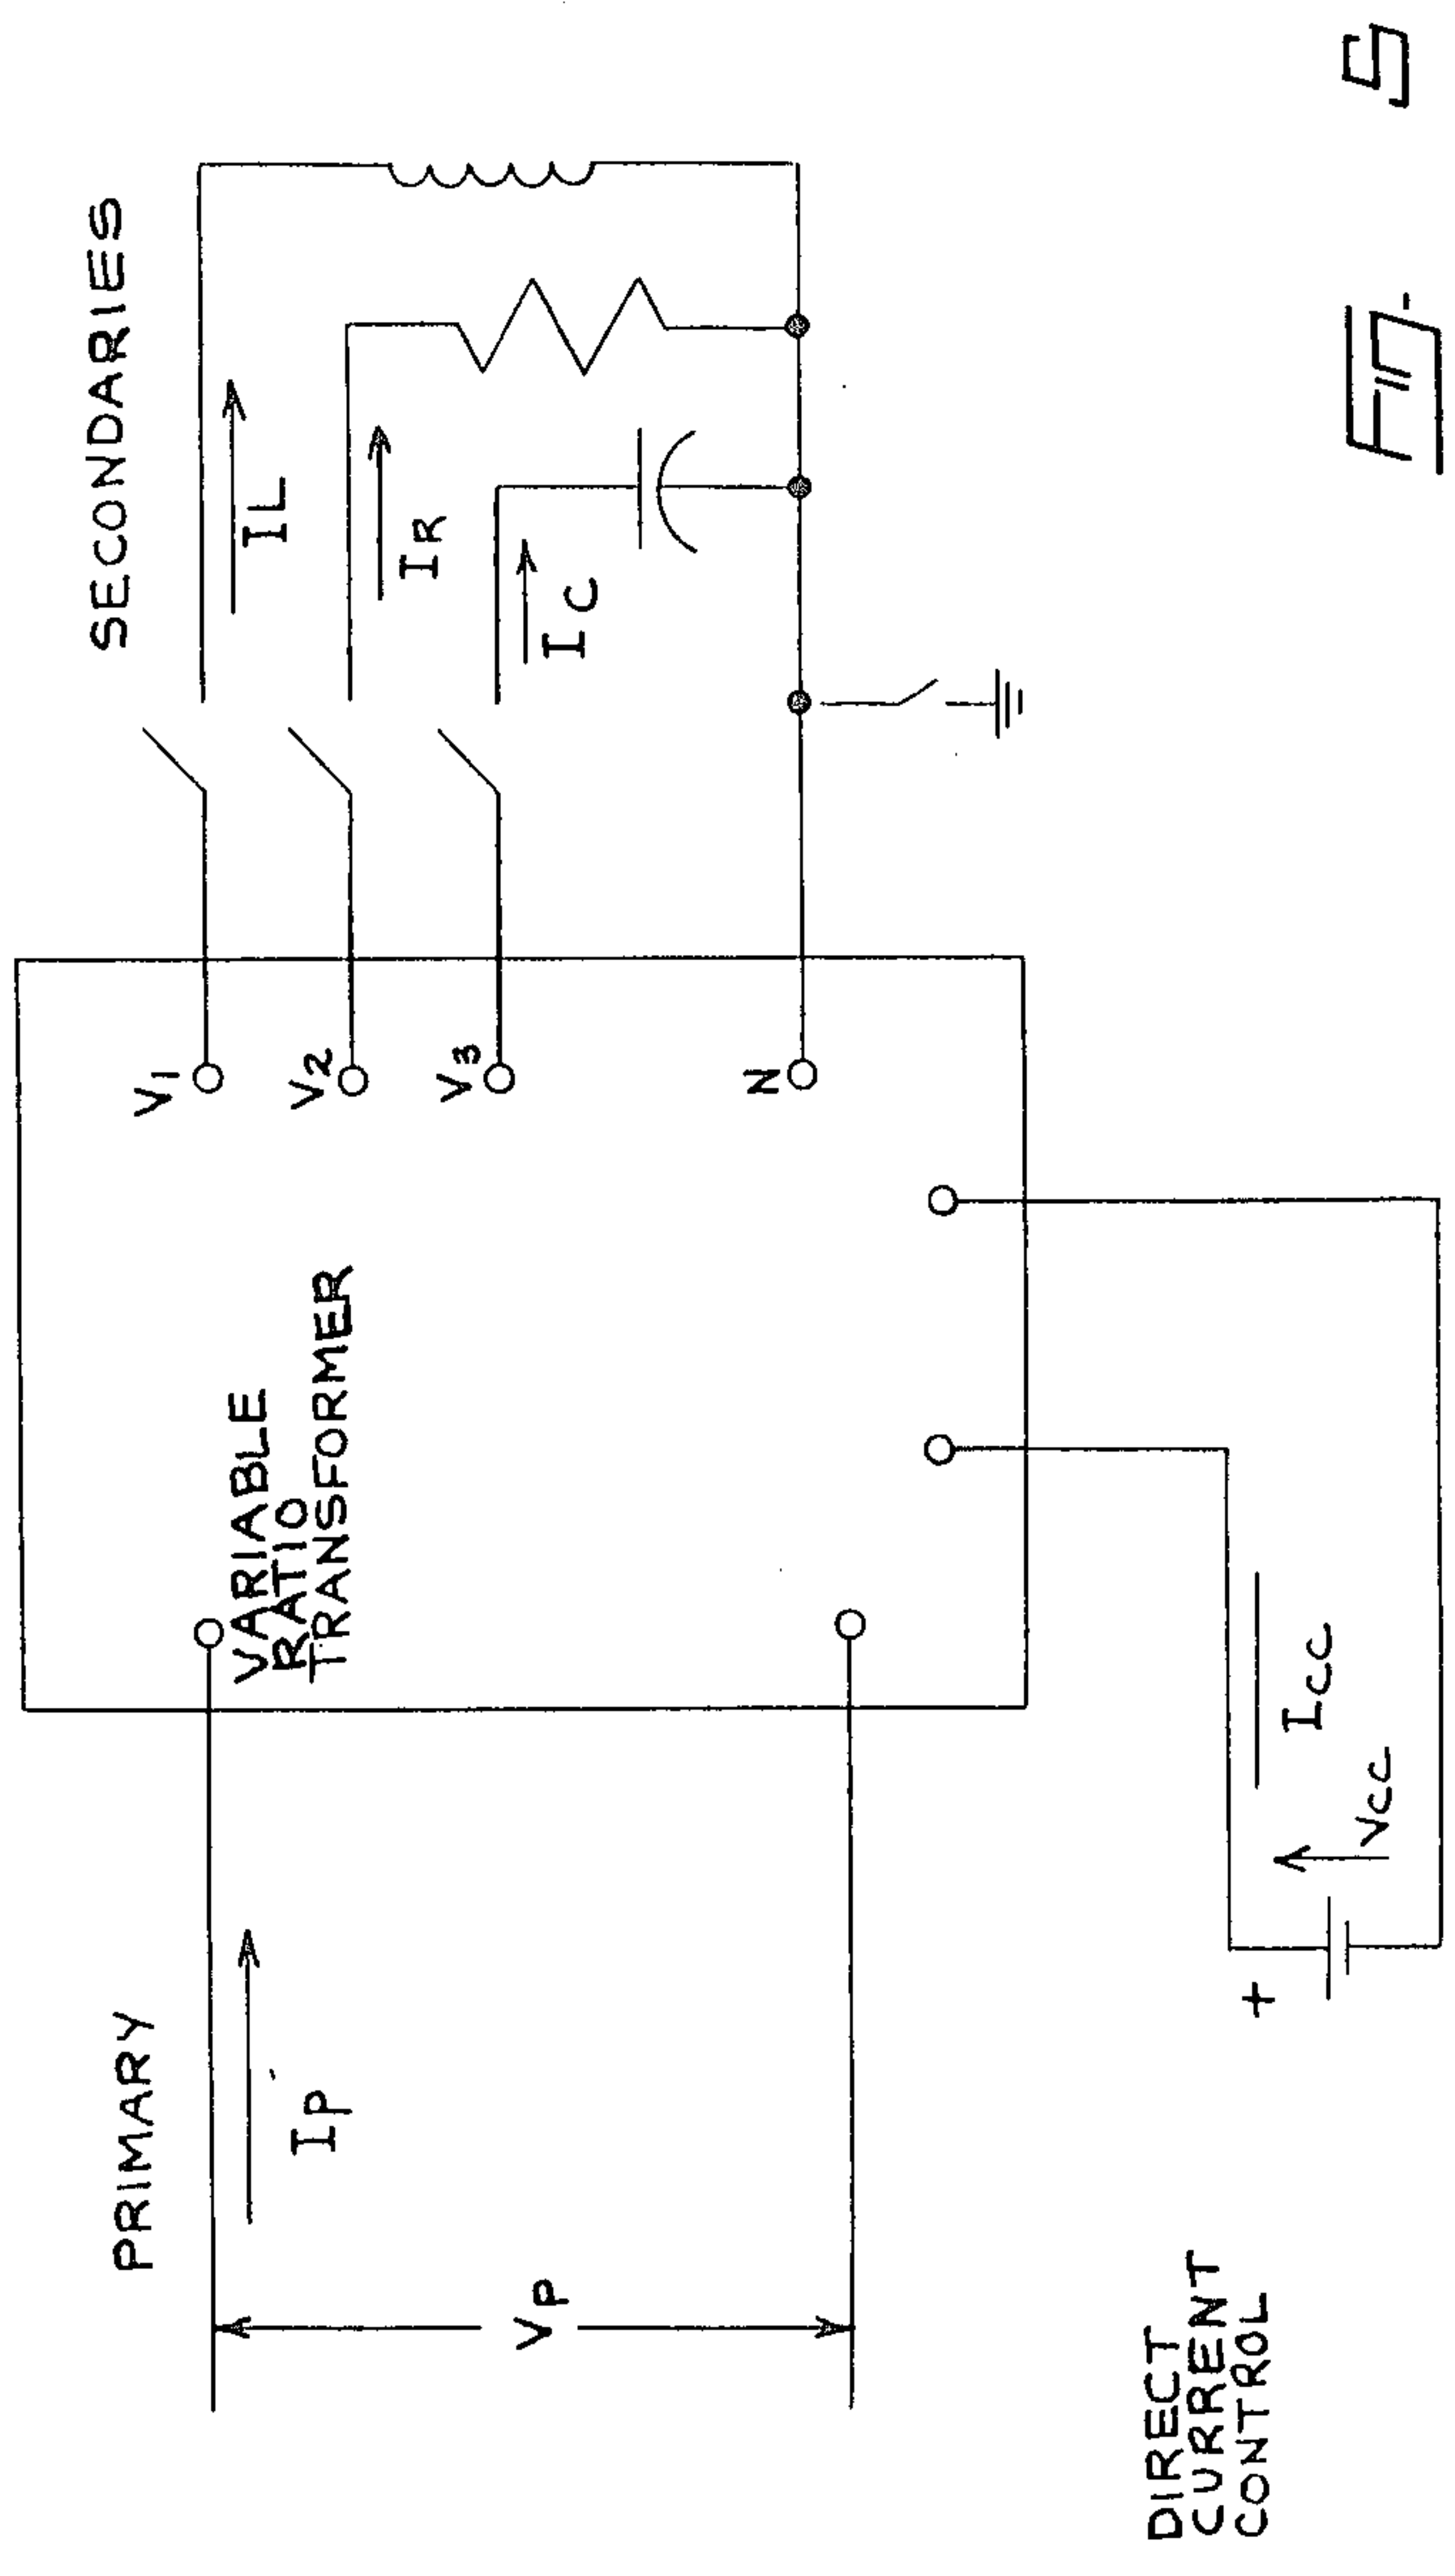 PRIMARY
SECONDARIES
IP
VP
VARIABLE
RATIO
TRANSFORMER
V1
V2
V3
N
IL
IR
IC
DIRECT
CURRENT
CONTROL
+
VCC
ICC
Fig. 5